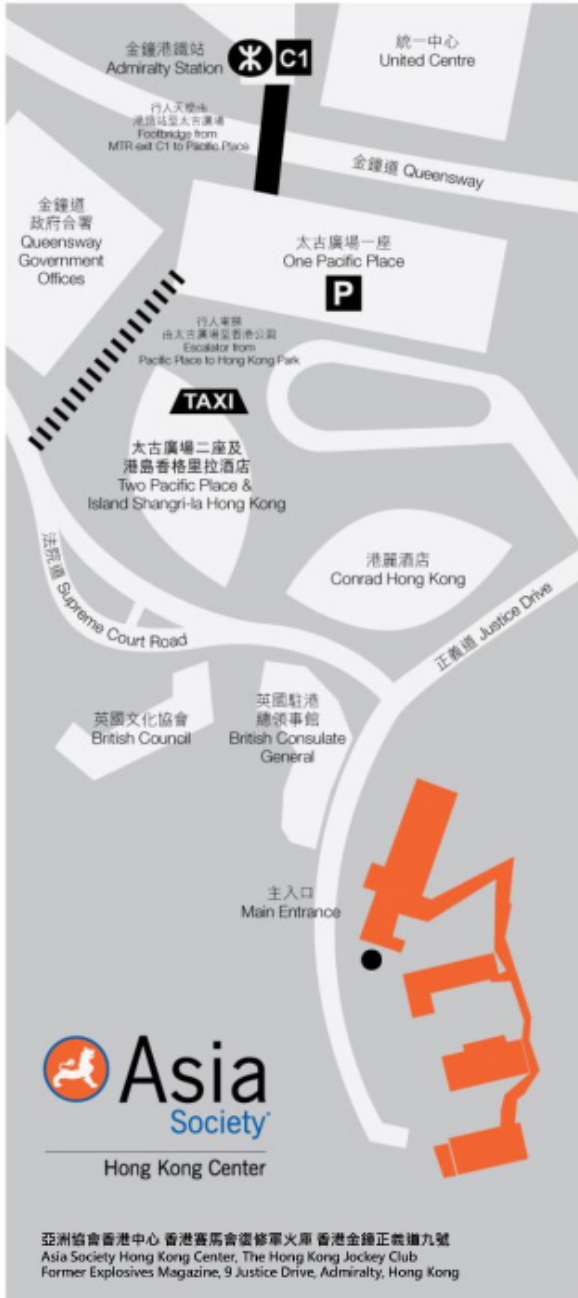 金鐘港鐵站
Admiralty Station
C1
統一中心
United Centre
行人天橋由
港鐵站至太古廣場
Footbridge from
MTR exit C1 to Pacific Place
金鐘道 Queensway
金鐘道
政府合署
Queensway
Government
Offices
太古廣場一座
One Pacific Place
P
行人電梯
由太古廣場至香港公園
Escalator from
Pacific Place to Hong Kong Park
TAXI
太古廣場二座及
港島香格里拉酒店
Two Pacific Place &
Island Shangri-la Hong Kong
港麗酒店
Conrad Hong Kong
法院道 Supreme Court Road
正義道 Justice Drive
英國文化協會
British Council
英國駐港
總領事館
British Consulate
General
主入口
Main Entrance
Asia
Society
Hong Kong Center
亞洲協會香港中心 香港賽馬會復修軍火庫 香港金鐘正義道九號
Asia Society Hong Kong Center, The Hong Kong Jockey Club
Former Explosives Magazine, 9 Justice Drive, Admiralty, Hong Kong